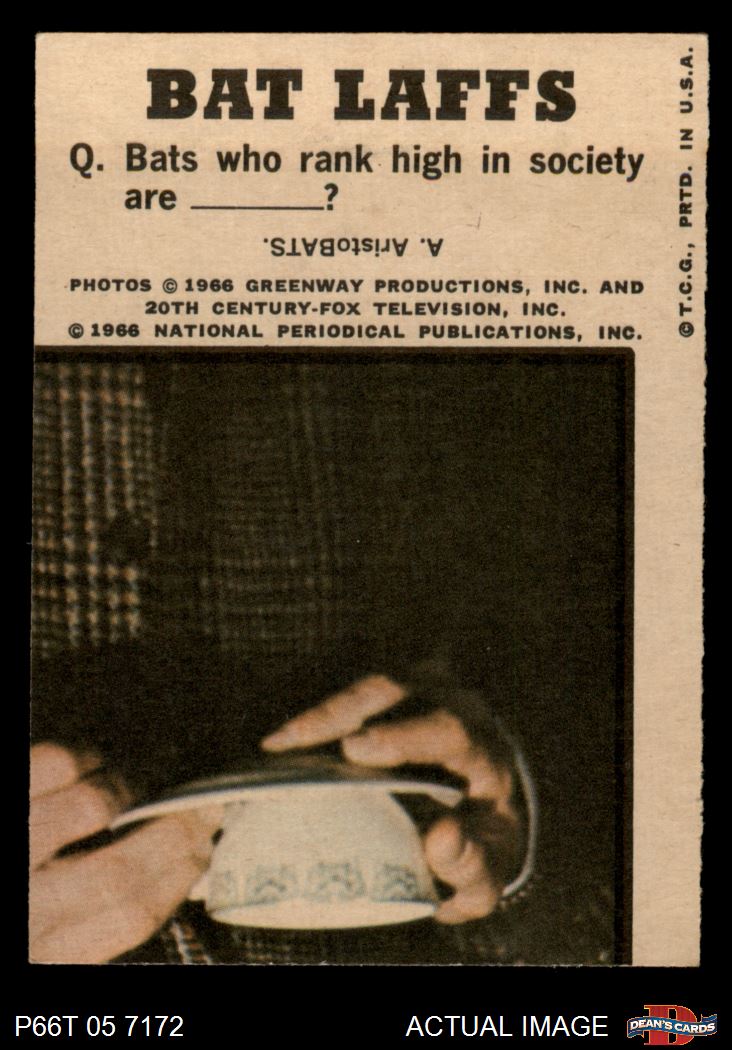 BAT LAFFS
Q. Bats who rank high in society
are ________?
A. AristoBATS.
PHOTOS © 1966 GREENWAY PRODUCTIONS, INC. AND
20TH CENTURY-FOX TELEVISION, INC.
© 1966 NATIONAL PERIODICAL PUBLICATIONS, INC.
© T.C.G., PRTD. IN U.S.A.
P66T 05 7172
ACTUAL IMAGE
DEAN'S CARDS